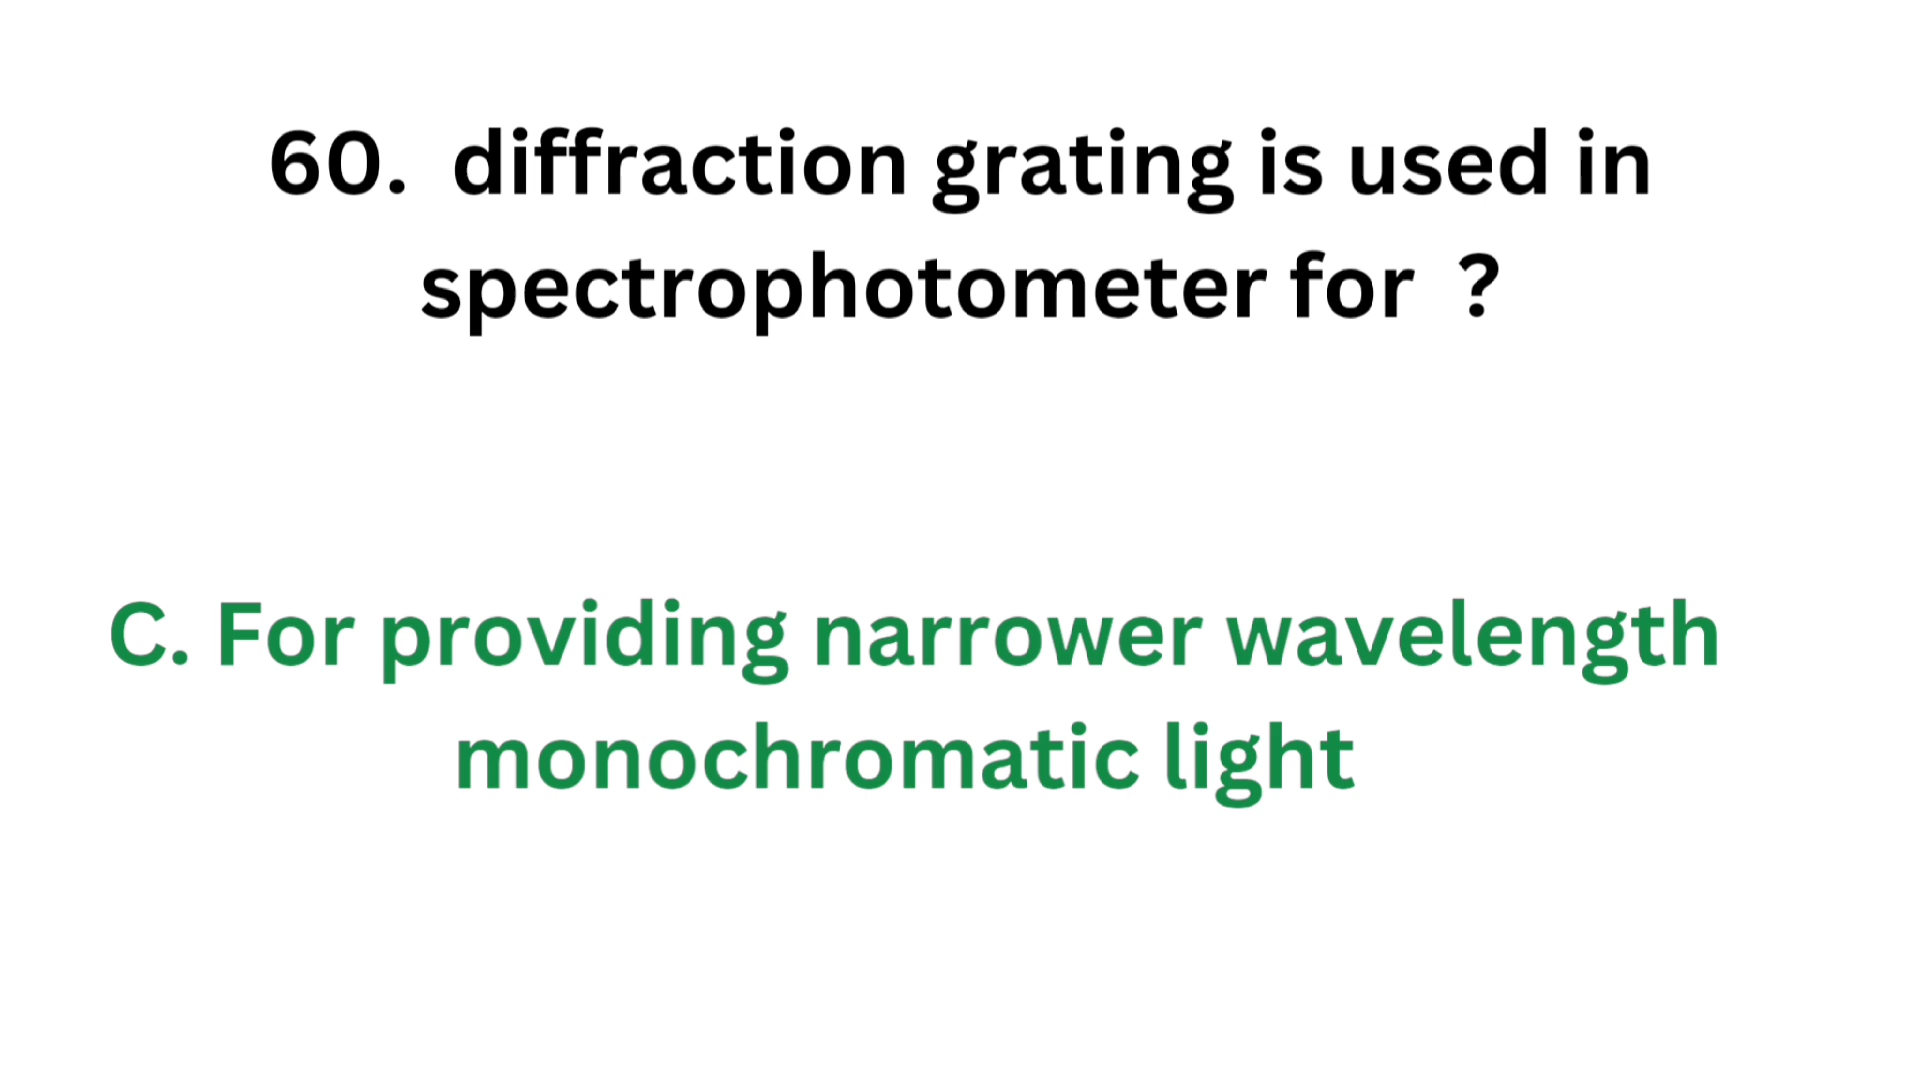 60.  diffraction grating is used in
spectrophotometer for  ?
C. For providing narrower wavelength
monochromatic light